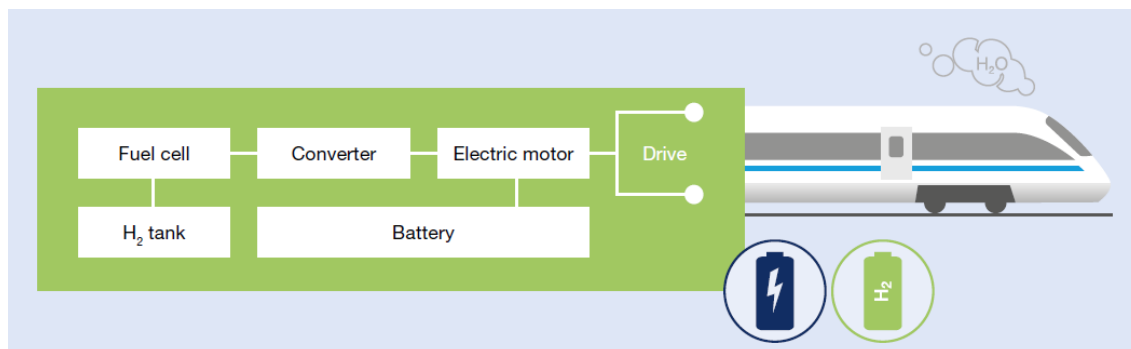 H₂O
Fuel cell
Converter
Electric motor
Drive
H₂ tank
Battery
H₂